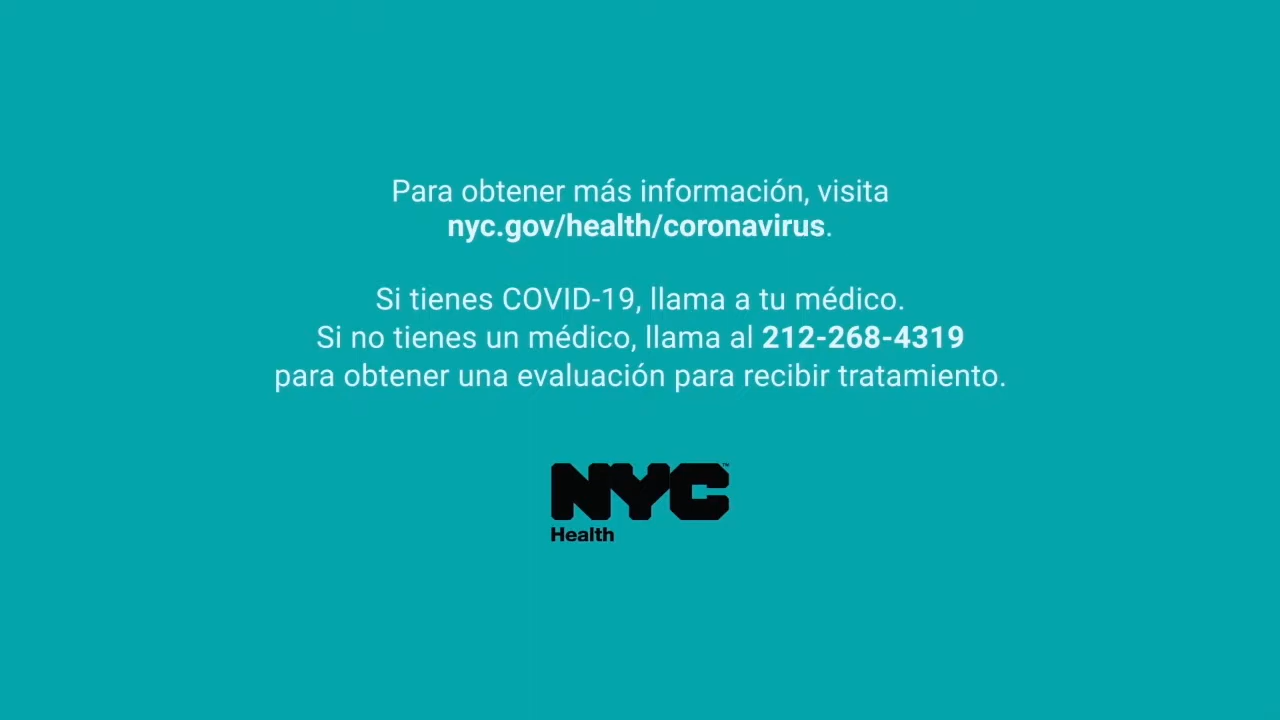 Para obtener más información, visita
nyc.gov/health/coronavirus.
Si tienes COVID-19, llama a tu médico.
Si no tienes un médico, llama al 212-268-4319
para obtener una evaluación para recibir tratamiento.
NYC™
Health